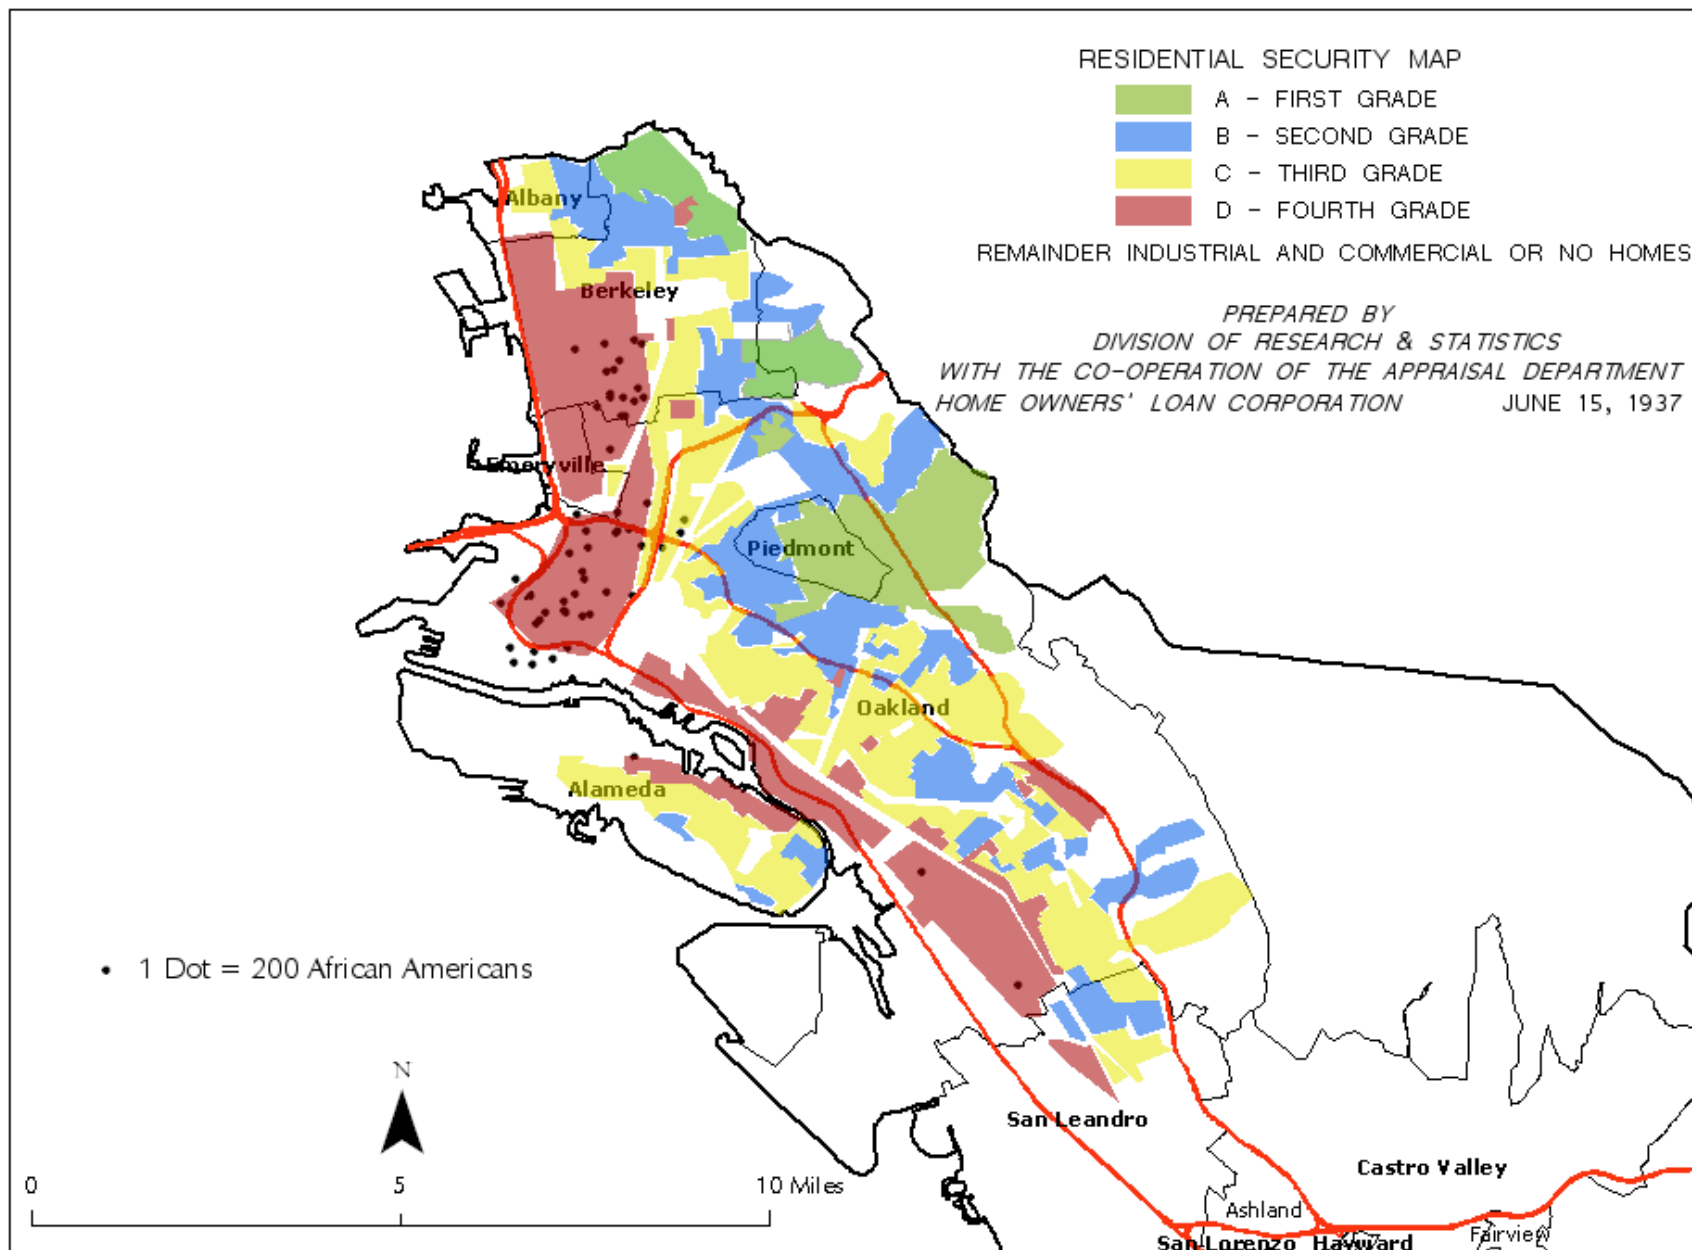 RESIDENTIAL SECURITY MAP
A - FIRST GRADE
B - SECOND GRADE
C - THIRD GRADE
D - FOURTH GRADE
REMAINDER INDUSTRIAL AND COMMERCIAL OR NO HOMES
PREPARED BY
DIVISION OF RESEARCH & STATISTICS
WITH THE CO-OPERATION OF THE APPRAISAL DEPARTMENT
HOME OWNERS' LOAN CORPORATION JUNE 15, 1937
Albany
Berkeley
Emeryville
Piedmont
Oakland
Alameda
1 Dot = 200 African Americans
N
San Leandro
Castro Valley
0 5 10 Miles
Ashland
Fairview
San Lorenzo Hayward